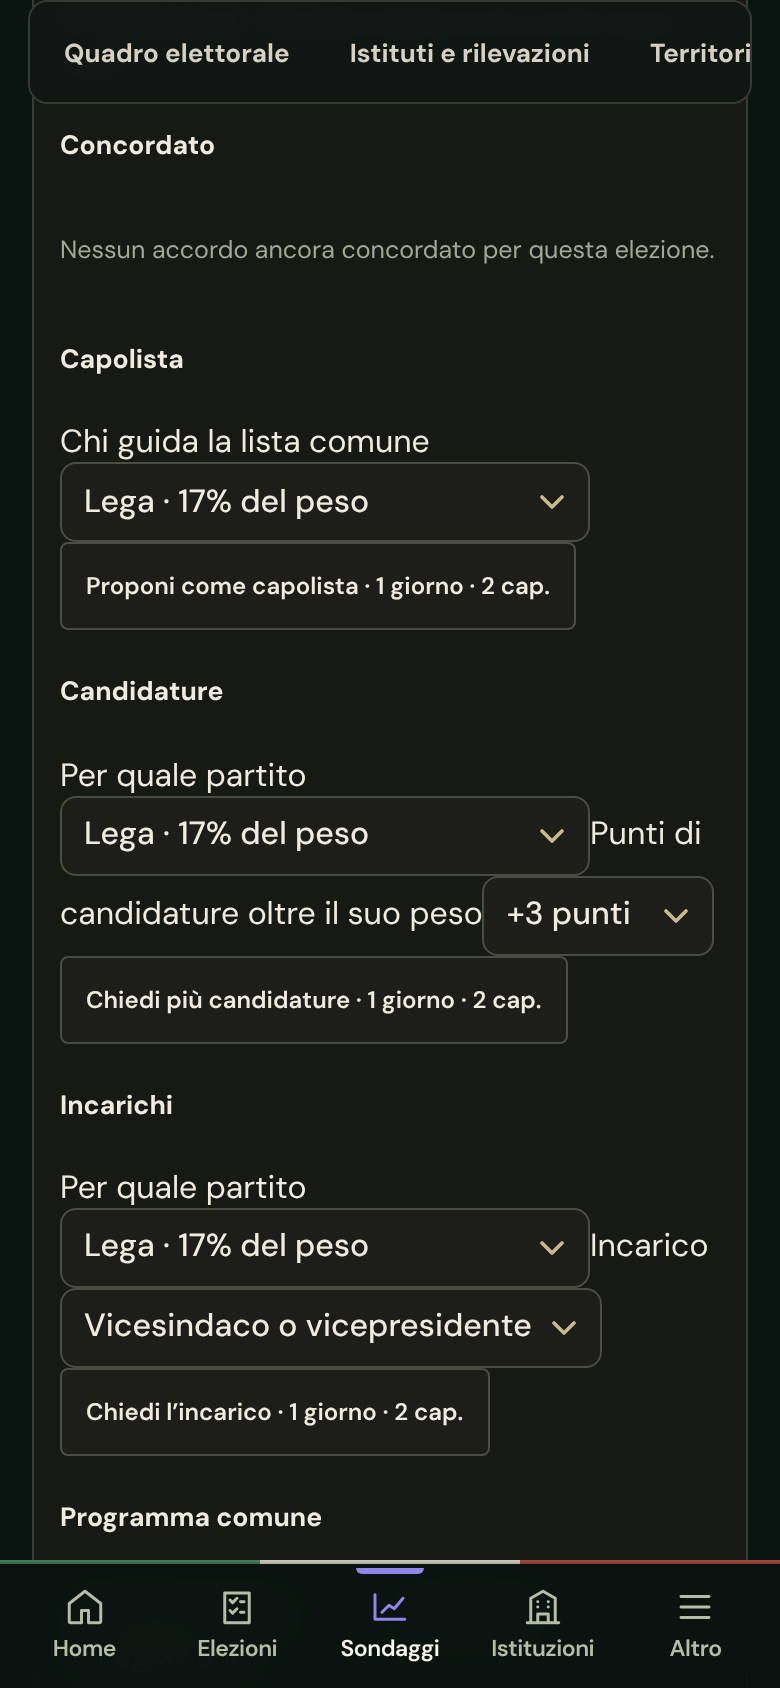 Quadro elettorale Istituti e rilevazioni Territori
Concordato
Nessun accordo ancora concordato per questa elezione.
Capolista
Chi guida la lista comune
Lega · 17% del peso
Proponi come capolista · 1 giorno · 2 cap.
Candidature
Per quale partito
Lega · 17% del peso Punti di
candidature oltre il suo peso +3 punti
Chiedi più candidature · 1 giorno · 2 cap.
Incarichi
Per quale partito
Lega · 17% del peso Incarico
Vicesindaco o vicepresidente
Chiedi l’incarico · 1 giorno · 2 cap.
Programma comune
Home Elezioni Sondaggi Istituzioni Altro